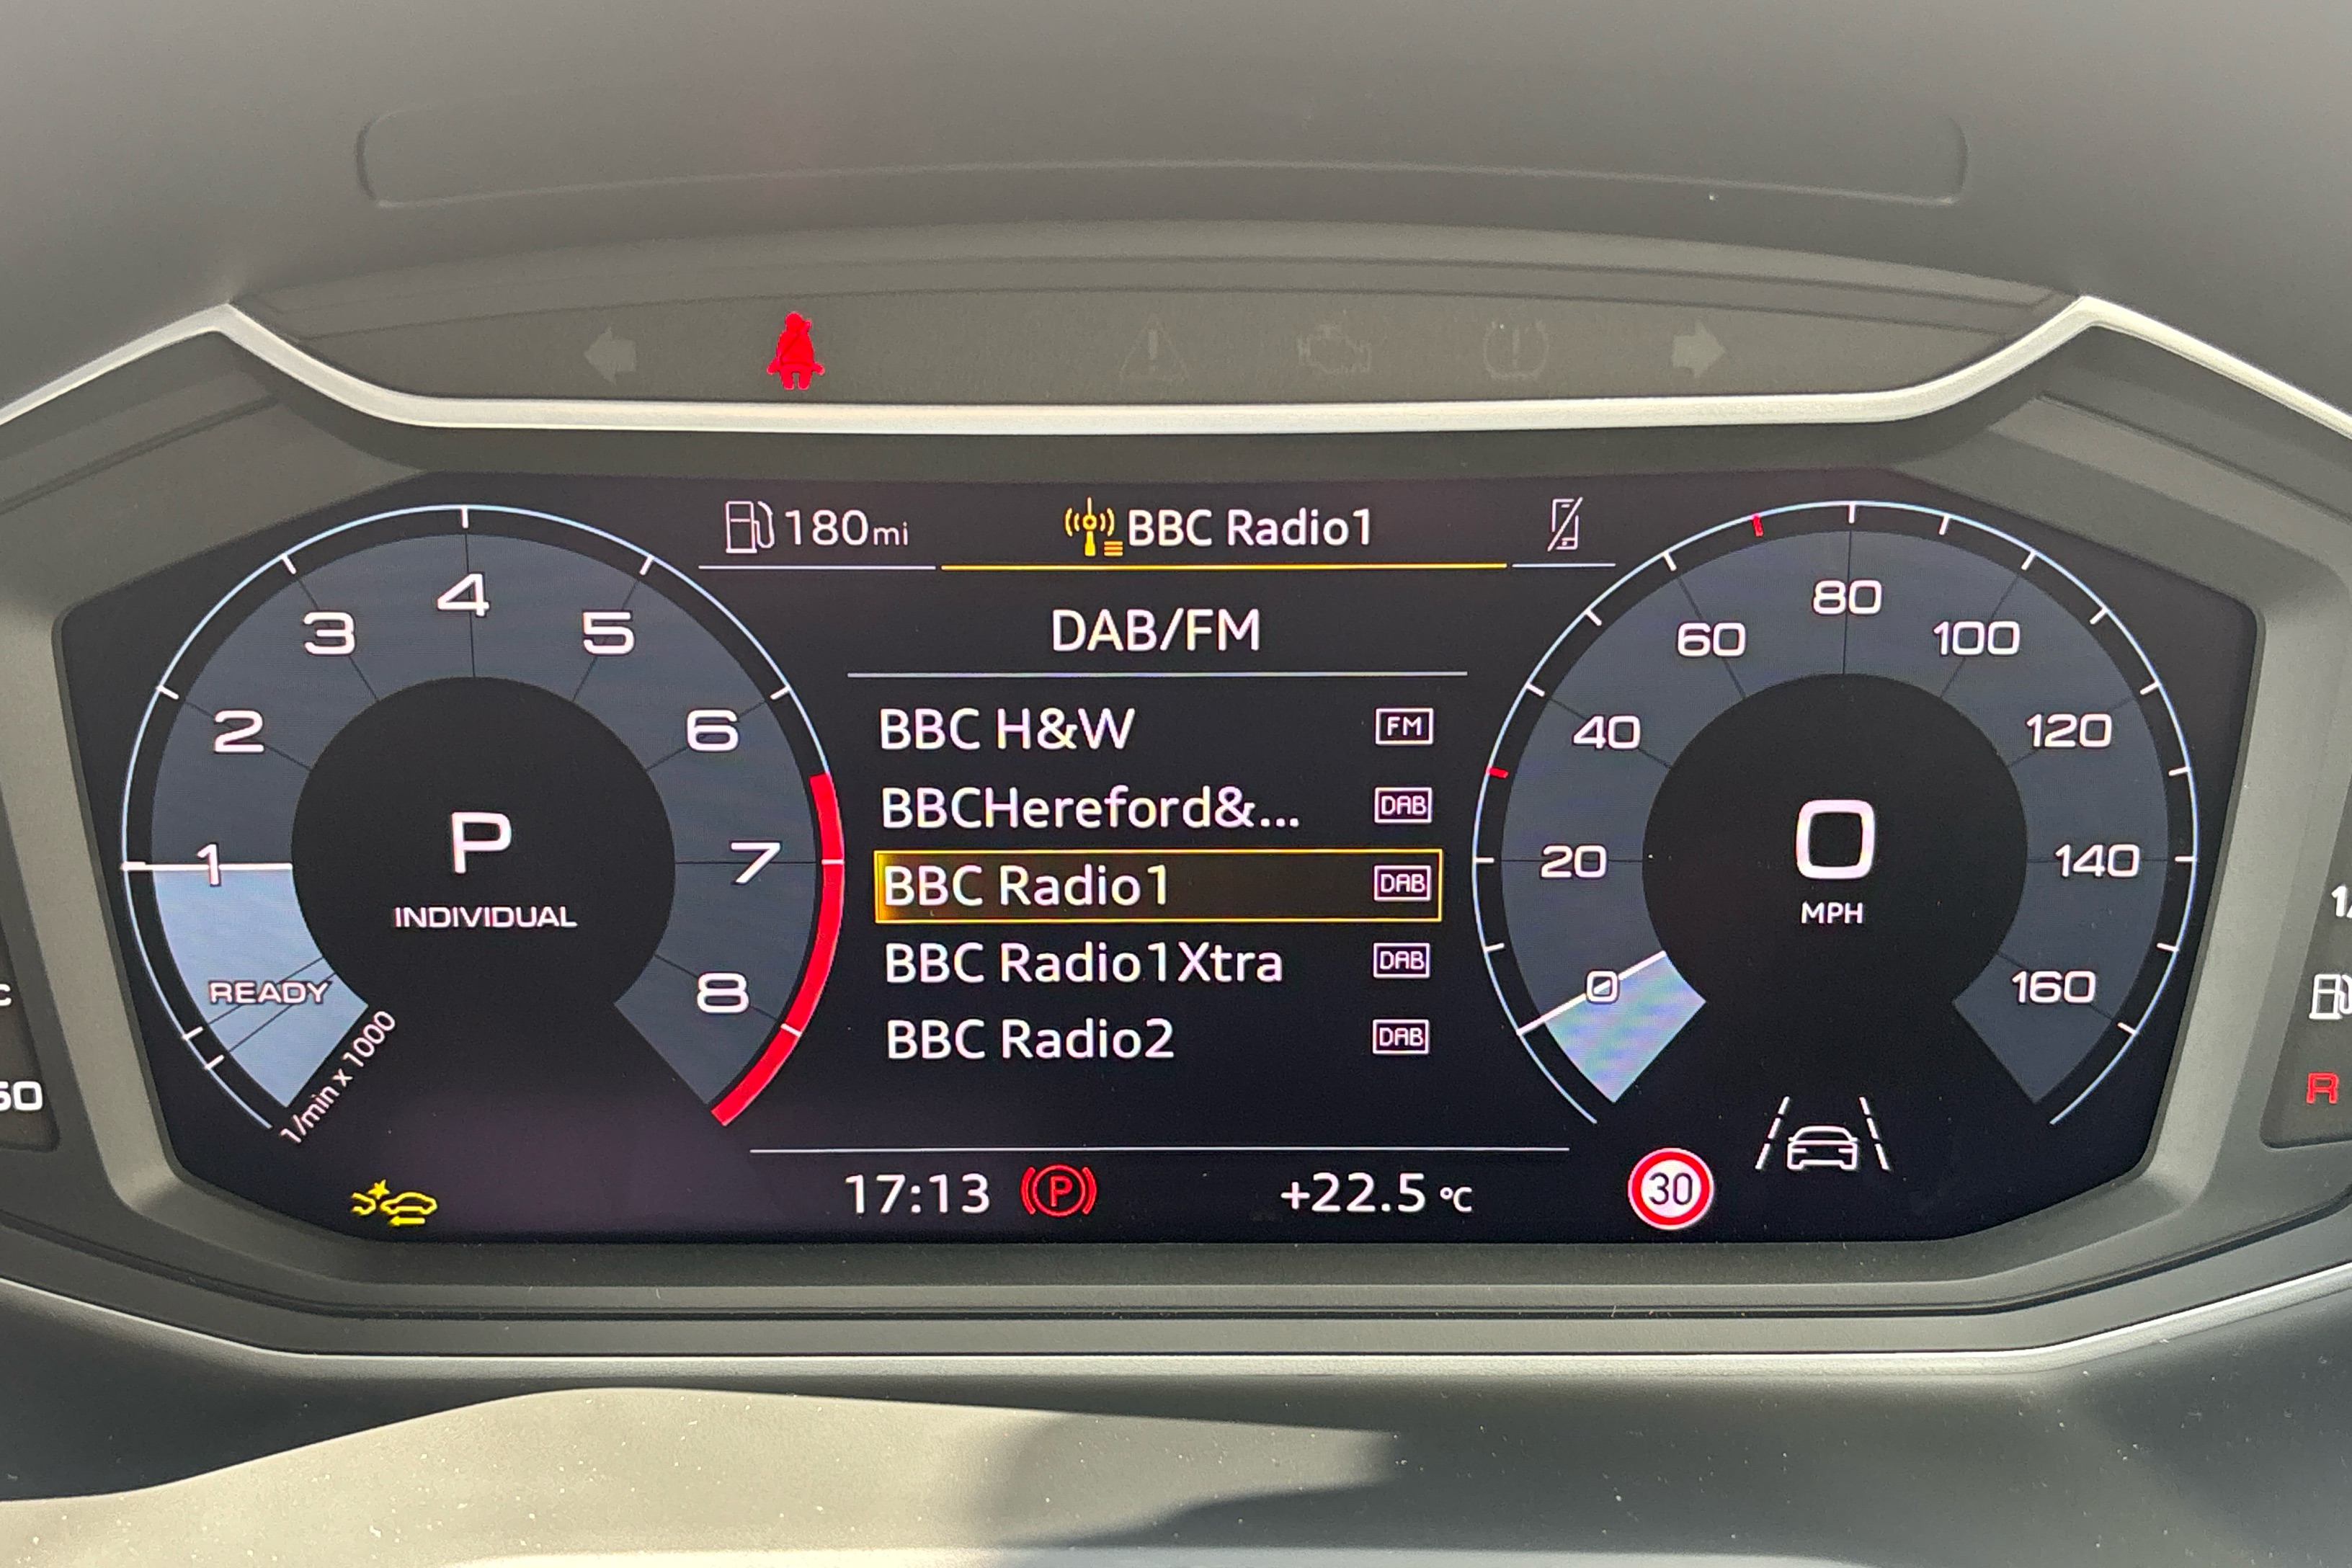 180mi
BBC Radio1
DAB/FM
BBC H&W FM
BBCHereford&... DAB
BBC Radio1 DAB
BBC Radio1Xtra DAB
BBC Radio2 DAB
17:13 P +22.5 °C
30
1
2
3
4
5
6
7
8
P
INDIVIDUAL
READY
1/min x 1000
0
20
40
60
80
100
120
140
160
0
MPH
R